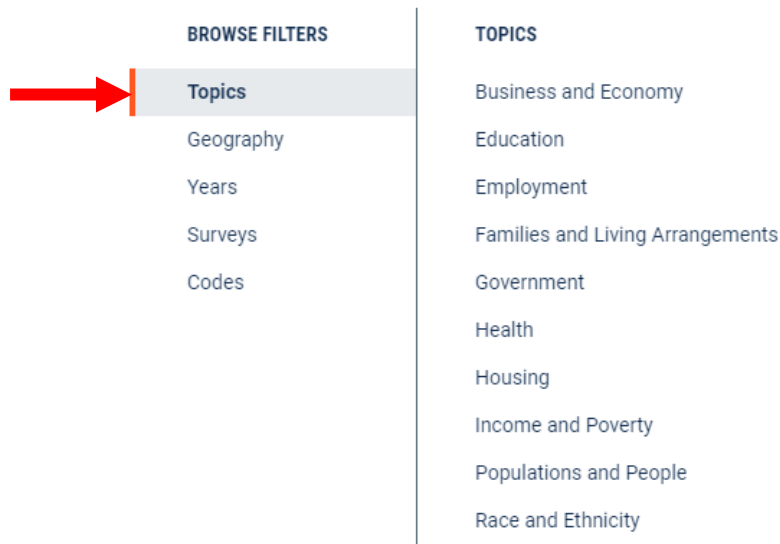 BROWSE FILTERS
Topics
Geography
Years
Surveys
Codes
TOPICS
Business and Economy
Education
Employment
Families and Living Arrangements
Government
Health
Housing
Income and Poverty
Populations and People
Race and Ethnicity